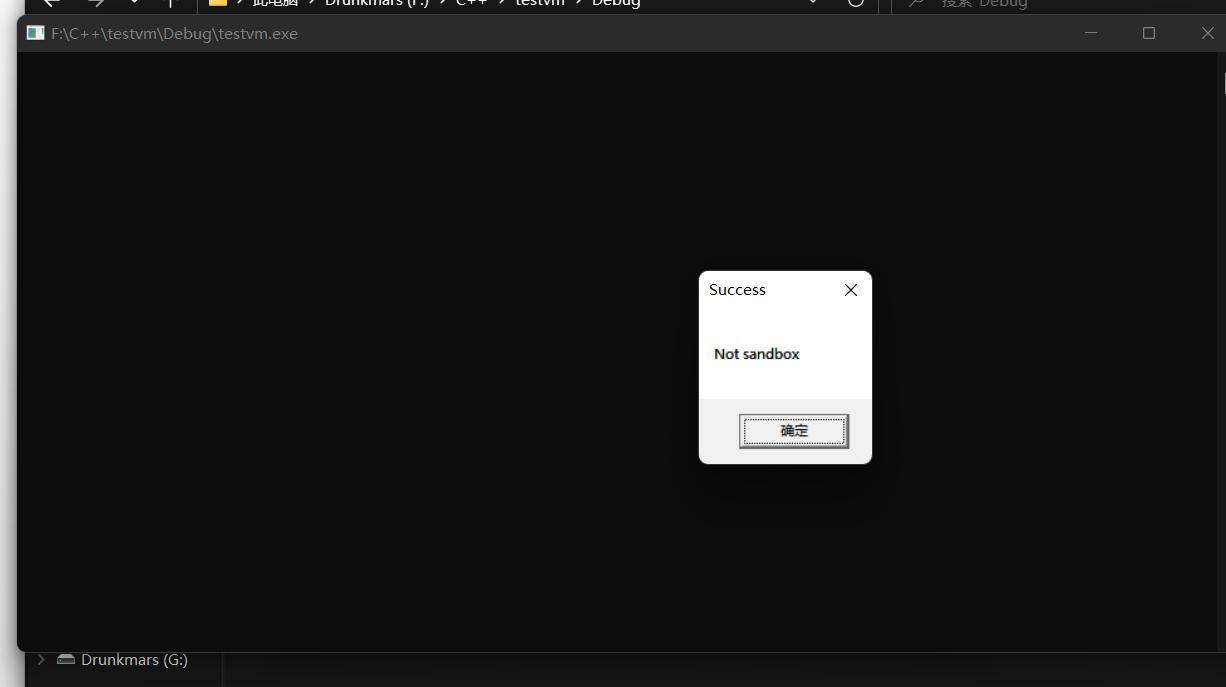 此电脑 > Drunkmars (F:) > C++ > testvm > Debug
搜索"Debug"
F:\C++\testvm\Debug\testvm.exe
Success
Not sandbox
确定
Drunkmars (G:)